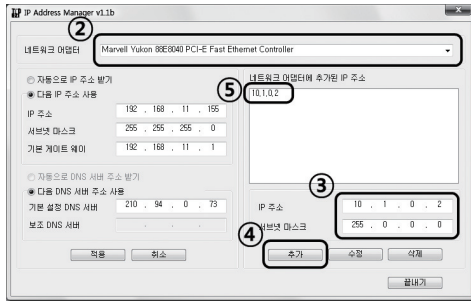 IP Address Manager v1.1b
②
네트워크 어댑터 Marvell Yukon 88E8040 PCI-E Fast Ethernet Controller
자동으로 IP 주소 받기
다음 IP 주소 사용
IP 주소 192 . 168 . 11 . 155
서브넷 마스크 255 . 255 . 255 . 0
기본 게이트 웨이 192 . 168 . 11 . 1
자동으로 DNS 서버 주소 받기
다음 DNS 서버 주소 사용
기본 설정 DNS 서버 210 . 94 . 0 . 73
보조 DNS 서버 . . .
적용 취소
네트워크 어댑터에 추가된 IP 주소
⑤ 10,1,0,2
③
IP 주소 10 . 1 . 0 . 2
서브넷 마스크 255 . 0 . 0 . 0
④
추가 수정 삭제
끝내기